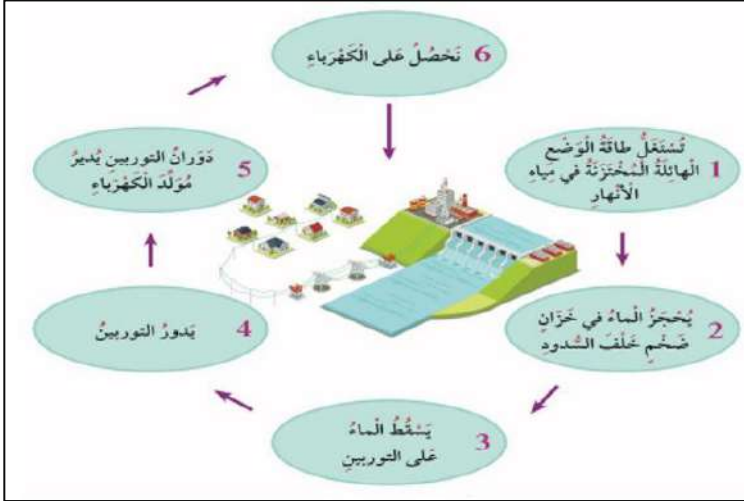 1 تُسْتَغَلُّ طاقَةُ الْوَضْعِ
الْهائِلَةُ الْمُخْتَزَنَةُ في مِياهِ
الْأَنْهارِ
2 يُحْجَزُ الْماءُ في خَزّانٍ
ضَخْمٍ خَلْفَ السُّدودِ
3 يَسْقُطُ الْماءُ
عَلى التوربينِ
4 يَدورُ التوربينُ
5 دَوَرانُ التوربينِ يُديرُ
مُوَلِّدَ الْكَهْرَباءِ
6 نَحْصُلُ عَلى الْكَهْرَباءِ